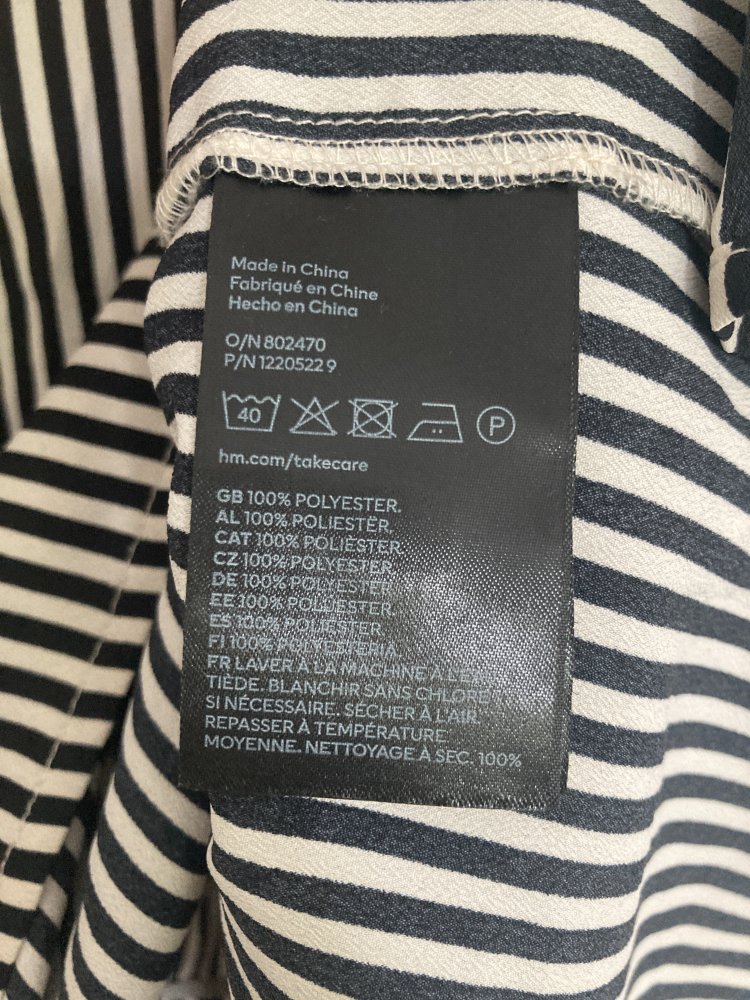 Made in China
Fabriqué en Chine
Hecho en China
O/N 802470
P/N 1220522 9
40
P
hm.com/takecare
GB 100% POLYESTER.
AL 100% POLIESTËR.
CAT 100% POLIÈSTER.
CZ 100% POLYESTER.
DE 100% POLYESTER.
EE 100% POLÜESTER.
ES 100% POLIÉSTER.
FI 100% POLYESTERIA.
FR LAVER À LA MACHINE À L'EAU
TIÈDE. BLANCHIR SANS CHLORE
SI NÉCESSAIRE. SÉCHER À L'AIR.
REPASSER À TEMPÉRATURE
MOYENNE. NETTOYAGE À SEC. 100%